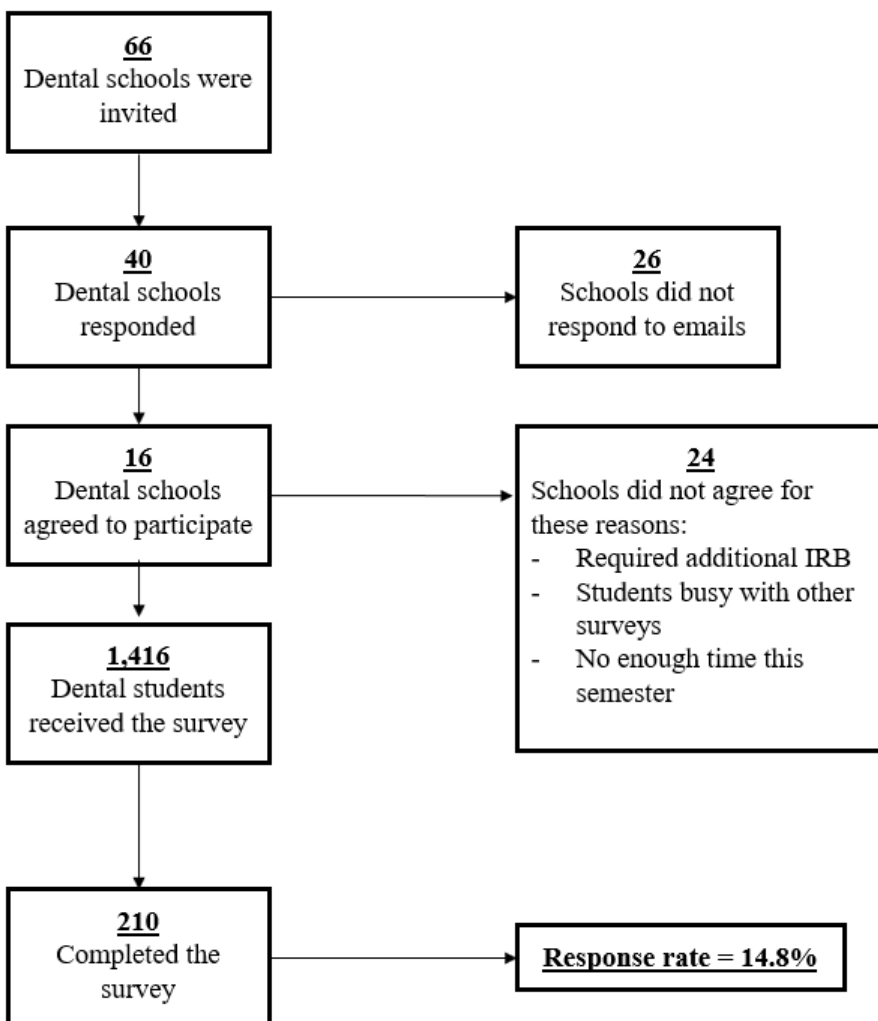 66
Dental schools were
invited
40
Dental schools
responded
26
Schools did not
respond to emails
16
Dental schools
agreed to participate
24
Schools did not agree for
these reasons:
- Required additional IRB
- Students busy with other
surveys
- No enough time this
semester
1,416
Dental students
received the survey
210
Completed the
survey
Response rate = 14.8%